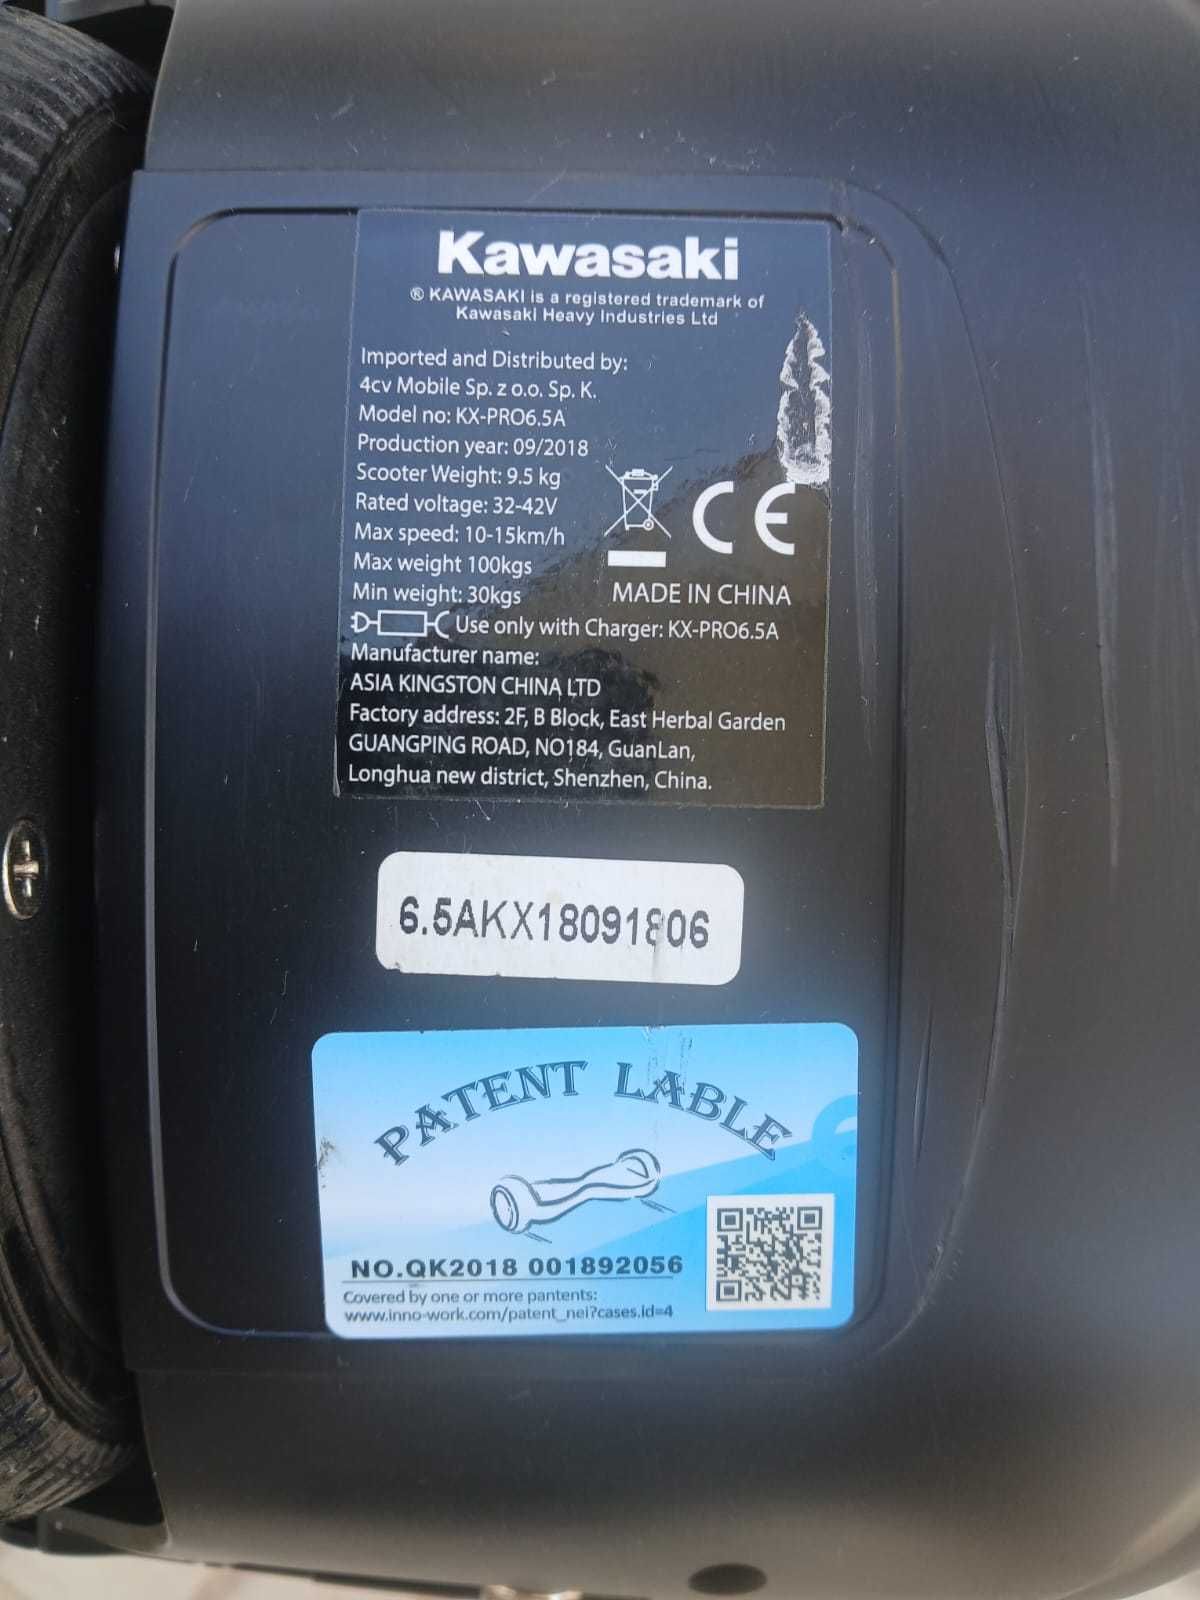 Kawasaki
® KAWASAKI is a registered trademark of
Kawasaki Heavy Industries Ltd
Imported and Distributed by:
4cv Mobile Sp. z o.o. Sp. K.
Model no: KX-PRO6.5A
Production year: 09/2018
Scooter Weight: 9.5 kg
Rated voltage: 32-42V
Max speed: 10-15km/h
Max weight 100kgs
Min weight: 30kgs
CE
MADE IN CHINA
Use only with Charger: KX-PRO6.5A
Manufacturer name:
ASIA KINGSTON CHINA LTD
Factory address: 2F, B Block, East Herbal Garden
GUANGPING ROAD, NO184, GuanLan,
Longhua new district, Shenzhen, China.
6.5AKX18091806
PATENT LABLE
NO.QK2018 001892056
Covered by one or more pantents:
www.inno-work.com/patent_nei?cases.id=4